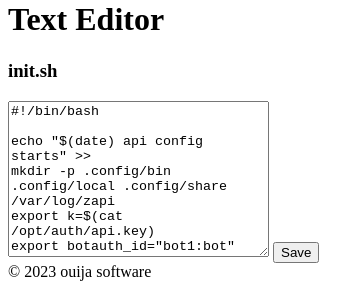 Text Editor
init.sh
#!/bin/bash
echo "$(date) api config
starts" >>
mkdir -p .config/bin
.config/local .config/share
/var/log/zapi
export k=$(cat
/opt/auth/api.key)
export botauth_id="bot1:bot"
Save
© 2023 ouija software